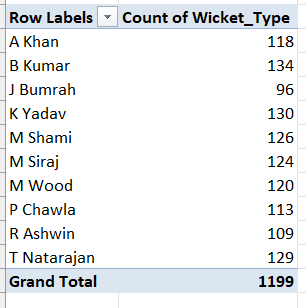 Row Labels Count of Wicket_Type
A Khan 118
B Kumar 134
J Bumrah 96
K Yadav 130
M Shami 126
M Siraj 124
M Wood 120
P Chawla 113
R Ashwin 109
T Natarajan 129
Grand Total 1199